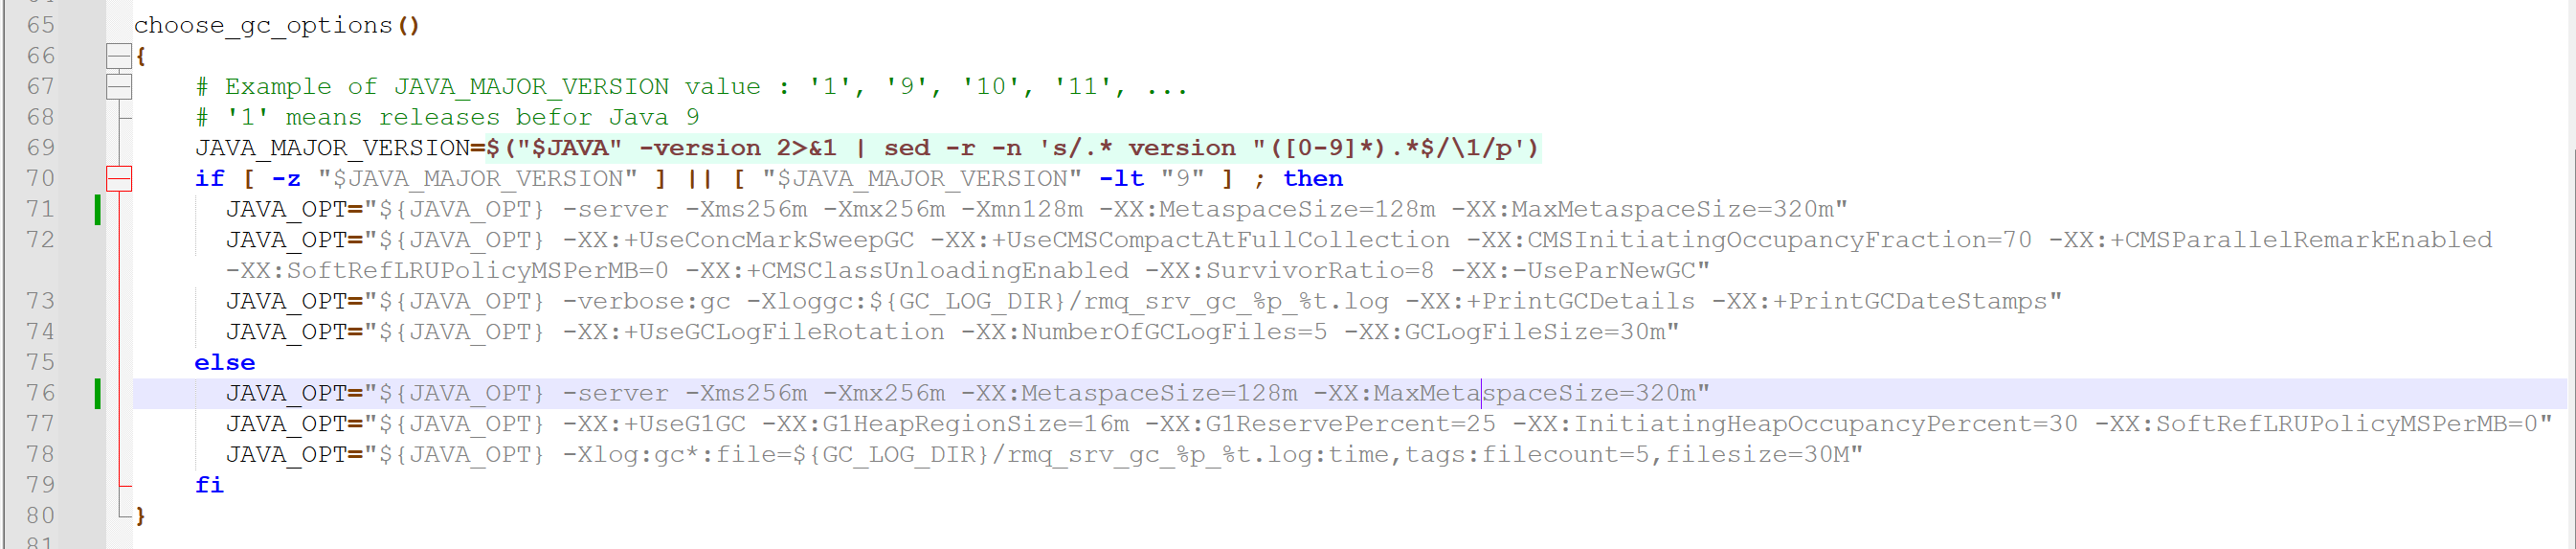 65 choose_gc_options()
66 {
67 # Example of JAVA_MAJOR_VERSION value : '1', '9', '10', '11', ...
68 # '1' means releases befor Java 9
69 JAVA_MAJOR_VERSION=$("$JAVA" -version 2>&1 | sed -r -n 's/.* version "([0-9]*).*$/\1/p')
70 if [ -z "$JAVA_MAJOR_VERSION" ] || [ "$JAVA_MAJOR_VERSION" -lt "9" ] ; then
71 JAVA_OPT="${JAVA_OPT} -server -Xms256m -Xmx256m -Xmn128m -XX:MetaspaceSize=128m -XX:MaxMetaspaceSize=320m"
72 JAVA_OPT="${JAVA_OPT} -XX:+UseConcMarkSweepGC -XX:+UseCMSCompactAtFullCollection -XX:CMSInitiatingOccupancyFraction=70 -XX:+CMSParallelRemarkEnabled
-XX:SoftRefLRUPolicyMSPerMB=0 -XX:+CMSClassUnloadingEnabled -XX:SurvivorRatio=8 -XX:-UseParNewGC"
73 JAVA_OPT="${JAVA_OPT} -verbose:gc -Xloggc:${GC_LOG_DIR}/rmq_srv_gc_%p_%t.log -XX:+PrintGCDetails -XX:+PrintGCDateStamps"
74 JAVA_OPT="${JAVA_OPT} -XX:+UseGCLogFileRotation -XX:NumberOfGCLogFiles=5 -XX:GCLogFileSize=30m"
75 else
76 JAVA_OPT="${JAVA_OPT} -server -Xms256m -Xmx256m -XX:MetaspaceSize=128m -XX:MaxMetaspaceSize=320m"
77 JAVA_OPT="${JAVA_OPT} -XX:+UseG1GC -XX:G1HeapRegionSize=16m -XX:G1ReservePercent=25 -XX:InitiatingHeapOccupancyPercent=30 -XX:SoftRefLRUPolicyMSPerMB=0"
78 JAVA_OPT="${JAVA_OPT} -Xlog:gc*:file=${GC_LOG_DIR}/rmq_srv_gc_%p_%t.log:time,tags:filecount=5,filesize=30M"
79 fi
80 }
81